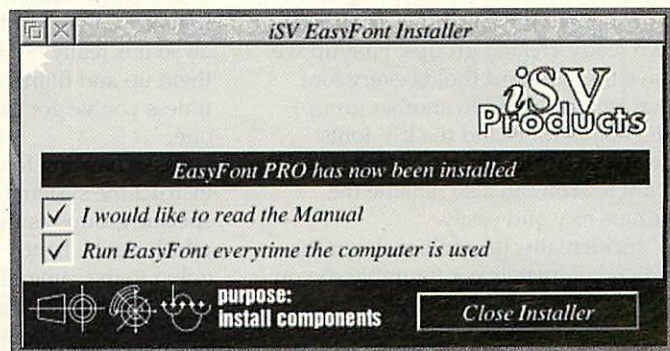 iSV EasyFont Installer
iSV
Products
EasyFont PRO has now been installed
I would like to read the Manual
Run EasyFont everytime the computer is used
purpose:
install components
Close Installer